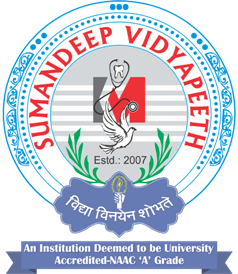 SUMANDEEP VIDYAPEETH
Estd.: 2007
विद्या विनयेन शोभते
An Institution Deemed to be University
Accredited-NAAC ‘A’ Grade